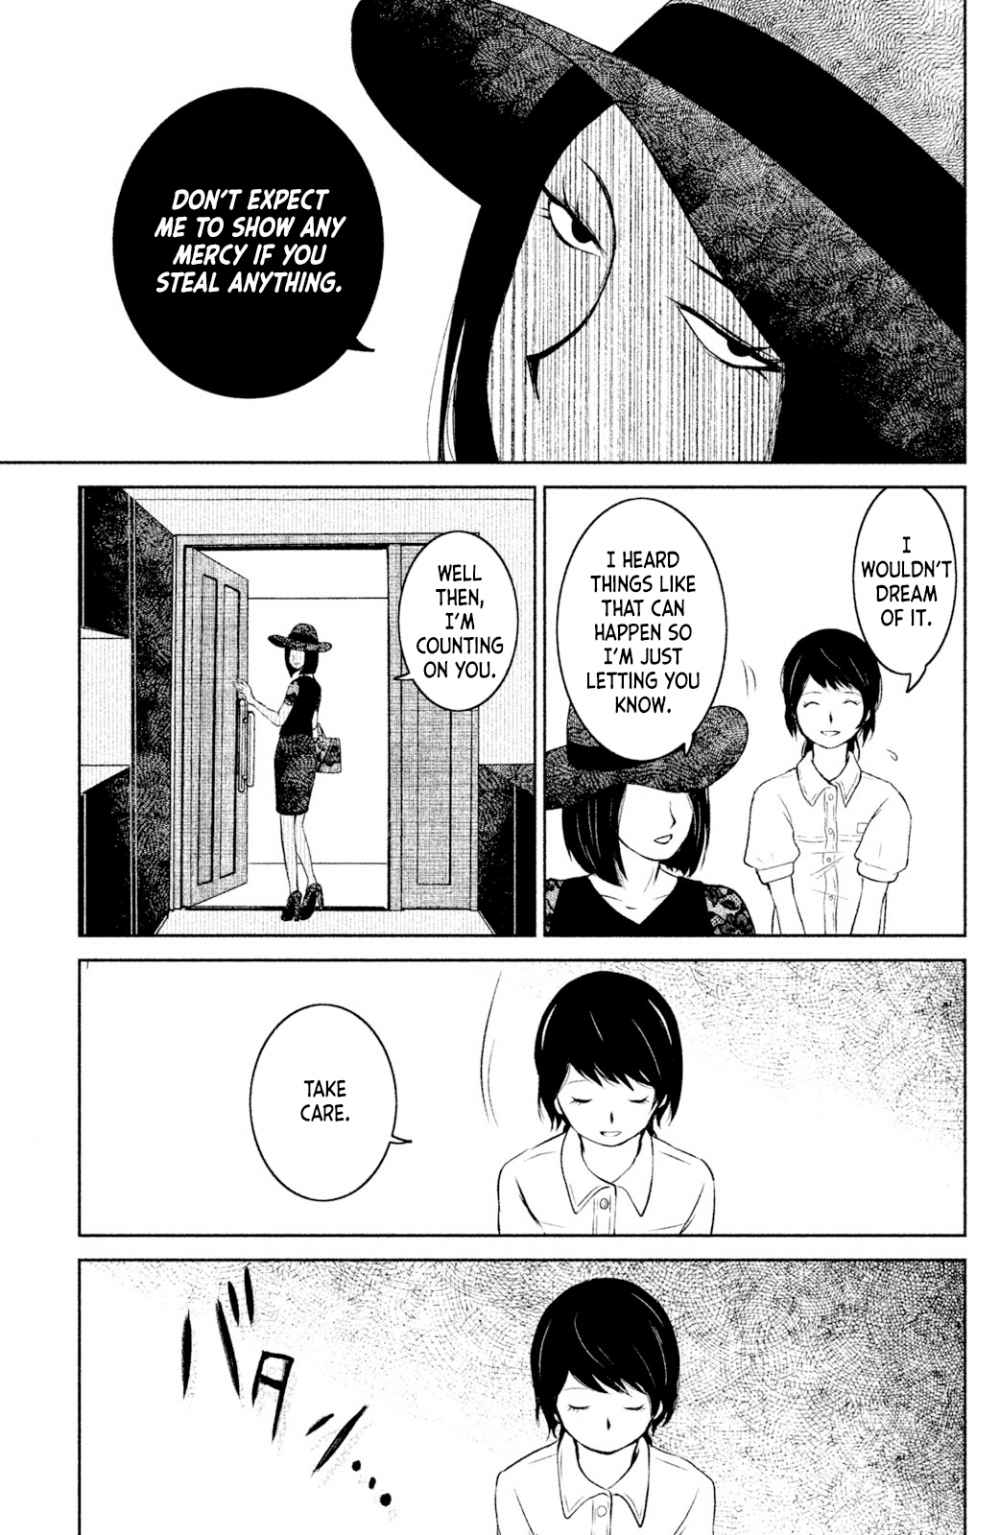 DON'T EXPECT
ME TO SHOW ANY
MERCY IF YOU
STEAL ANYTHING.
I
WOULDN'T
DREAM
OF IT.
I HEARD
THINGS LIKE
THAT CAN
HAPPEN SO
I'M JUST
LETTING YOU
KNOW.
WELL
THEN,
I'M
COUNTING
ON YOU.
TAKE
CARE.
バタン…